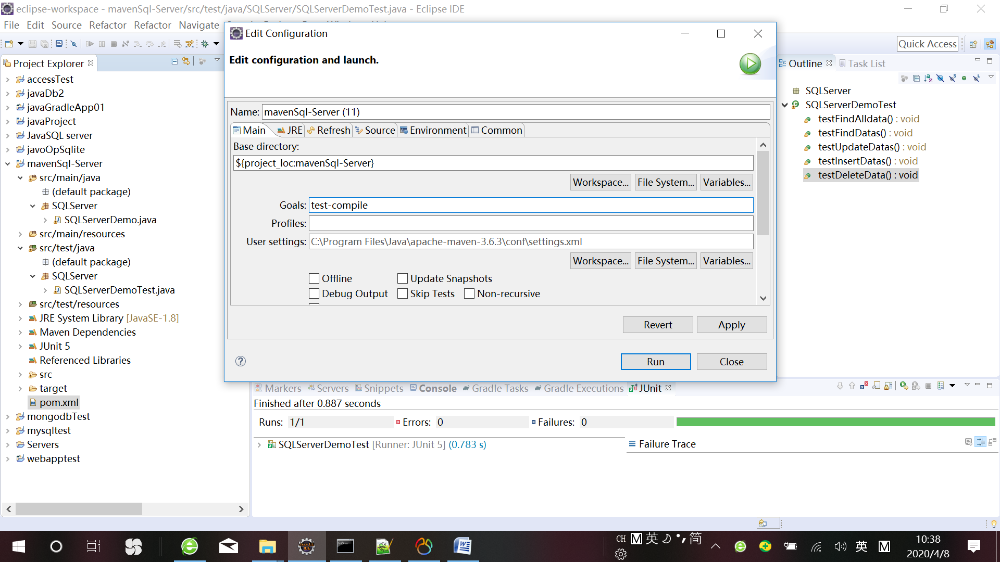 eclipse-workspace - mavenSql-Server/src/test/java/SQLServer/SQLServerDemoTest.java - Eclipse IDE
File Edit Source Refactor Refactor Navigate
Quick Access
Project Explorer
accessTest
javaDb2
javaGradleApp01
javaProject
JavaSQL server
javoOpSqlite
mavenSql-Server
src/main/java
(default package)
SQLServer
SQLServerDemo.java
src/main/resources
src/test/java
(default package)
SQLServer
SQLServerDemoTest.java
src/test/resources
JRE System Library [JavaSE-1.8]
Maven Dependencies
JUnit 5
Referenced Libraries
src
target
pom.xml
mongodbTest
mysqltest
Servers
webapptest
Edit Configuration
Edit configuration and launch.
Name: mavenSql-Server (11)
Main JRE Refresh Source Environment Common
Base directory:
${project_loc:mavenSql-Server}
Workspace... File System... Variables...
Goals: test-compile
Profiles:
User settings: C:\Program Files\Java\apache-maven-3.6.3\conf\settings.xml
Workspace... File System... Variables...
Offline Update Snapshots
Debug Output Skip Tests Non-recursive
Revert Apply
Run Close
Outline Task List
SQLServer
SQLServerDemoTest
testFindAlldata() : void
testFindDatas() : void
testUpdateDatas() : void
testInsertDatas() : void
testDeleteData() : void
Markers Servers Snippets Console Gradle Tasks Gradle Executions JUnit
Finished after 0.887 seconds
Runs: 1/1 Errors: 0 Failures: 0
SQLServerDemoTest [Runner: JUnit 5] (0.783 s)
Failure Trace
CH M 英 简
英 M
10:38
2020/4/8